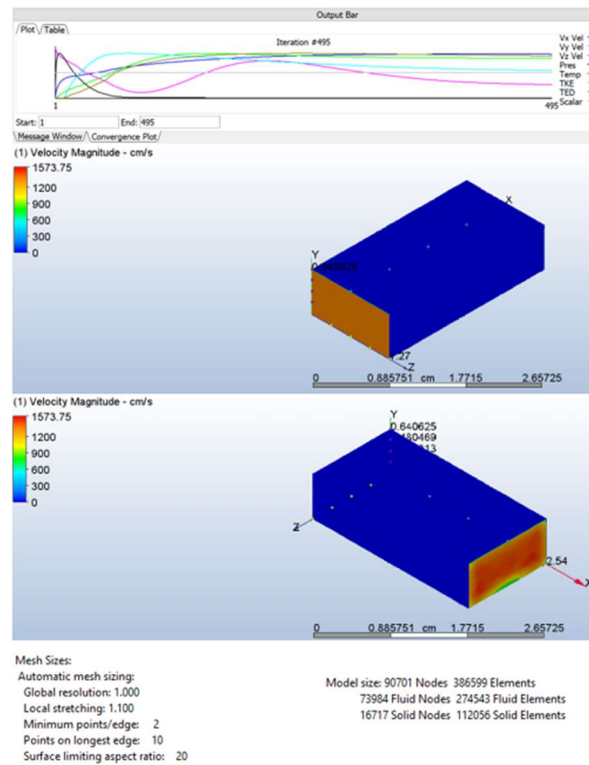 Output Bar
Plot Table
Iteration #495
Vx Vel
Vy Vel
Vz Vel
Pres
Temp
TKE
TED
Scalar
1 495
Start: 1 End: 495
Message Window Convergence Plot
(1) Velocity Magnitude - cm/s
1573.75
1200
900
600
300
0
X
Y
.27
Z
0 0.885751 cm 1.7715 2.65725
(1) Velocity Magnitude - cm/s
1573.75
1200
900
600
300
0
Y
0.640625
Z
2.54
X
0 0.885751 cm 1.7715 2.65725
Mesh Sizes:
Automatic mesh sizing:
Global resolution: 1.000
Local stretching: 1.100
Minimum points/edge: 2
Points on longest edge: 10
Surface limiting aspect ratio: 20
Model size: 90701 Nodes 386599 Elements
73984 Fluid Nodes 274543 Fluid Elements
16717 Solid Nodes 112056 Solid Elements